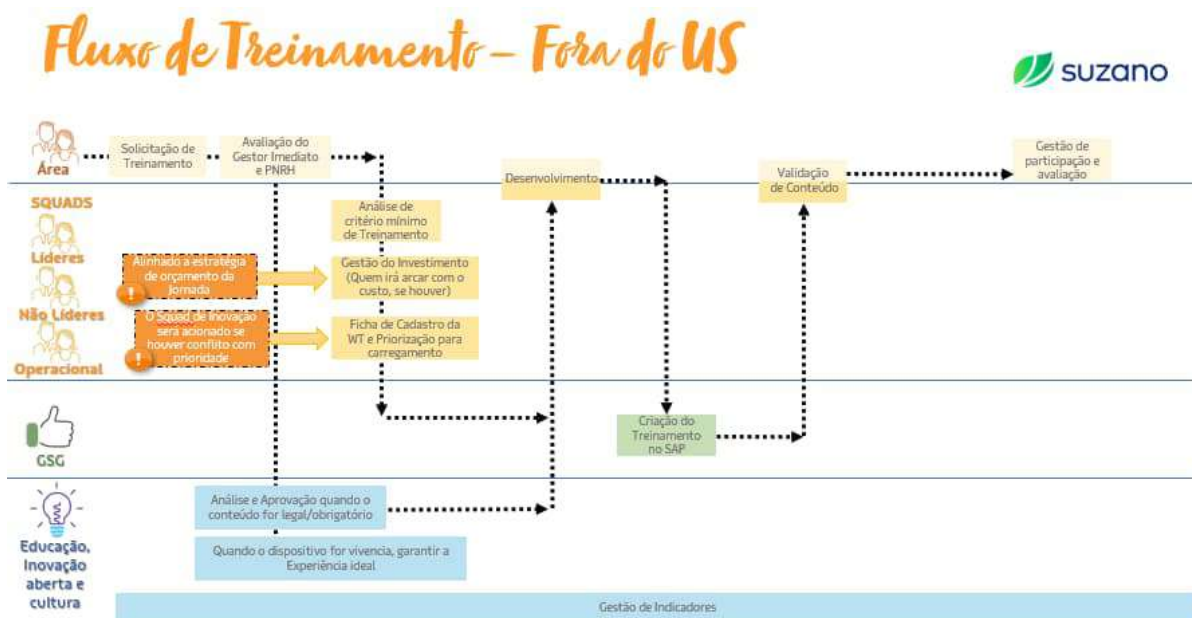 Fluxo de Treinamento – Fora do US
suzano
Área
Solicitação de
Treinamento
Avaliação do
Gestor Imediato
e PNRH
Desenvolvimento
Validação
de Conteúdo
Gestão de
participação e
avaliação
SQUADS
Líderes
Não Líderes
Operacional
Análise de
critério mínimo
de Treinamento
Alinhado a estratégia
de orçamento da
Jornada
!
Gestão do Investimento
(Quem irá arcar com o
custo, se houver)
O Squad de Inovação
será acionado se
houver conflito com
prioridade
!
Ficha de Cadastro da
WT e Priorização para
carregamento
GSG
Criação do
Treinamento
no SAP
Educação,
Inovação
aberta e
cultura
Análise e Aprovação quando o
conteúdo for legal/obrigatório
Quando o dispositivo for vivencia, garantir a
Experiência ideal
Gestão de Indicadores